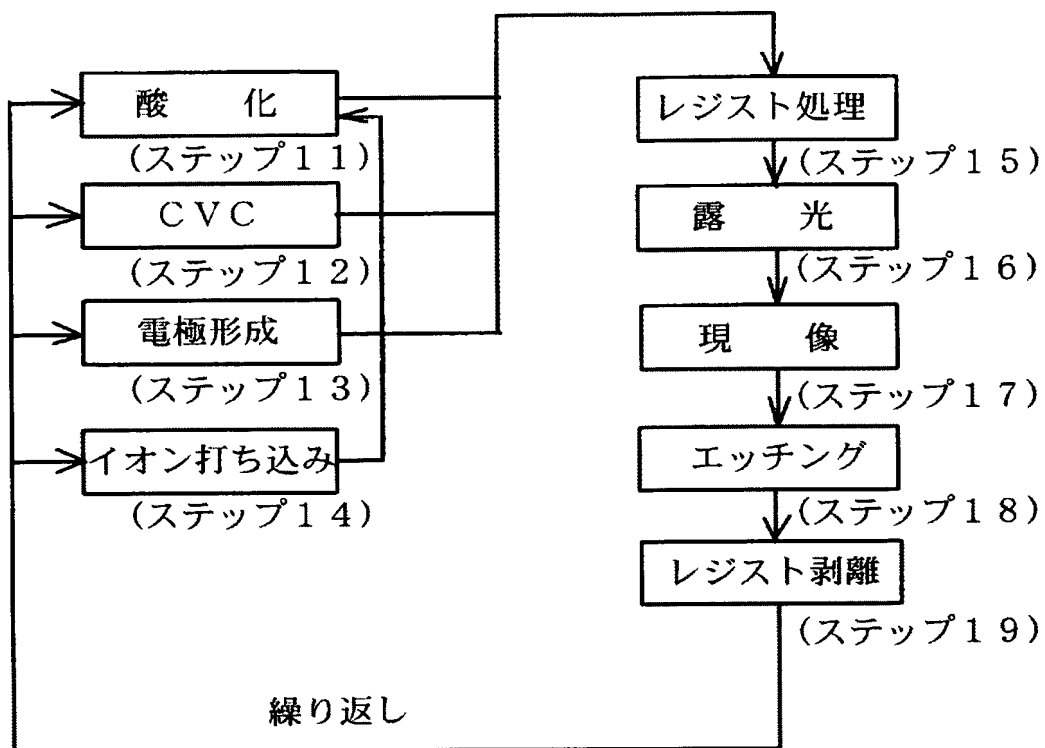 酸　　化
(ステップ１１)
ＣＶＣ
(ステップ１２)
電極形成
(ステップ１３)
イオン打ち込み
(ステップ１４)
レジスト処理
(ステップ１５)
露　　光
(ステップ１６)
現　　像
(ステップ１７)
エッチング
(ステップ１８)
レジスト剥離
(ステップ１９)
繰り返し